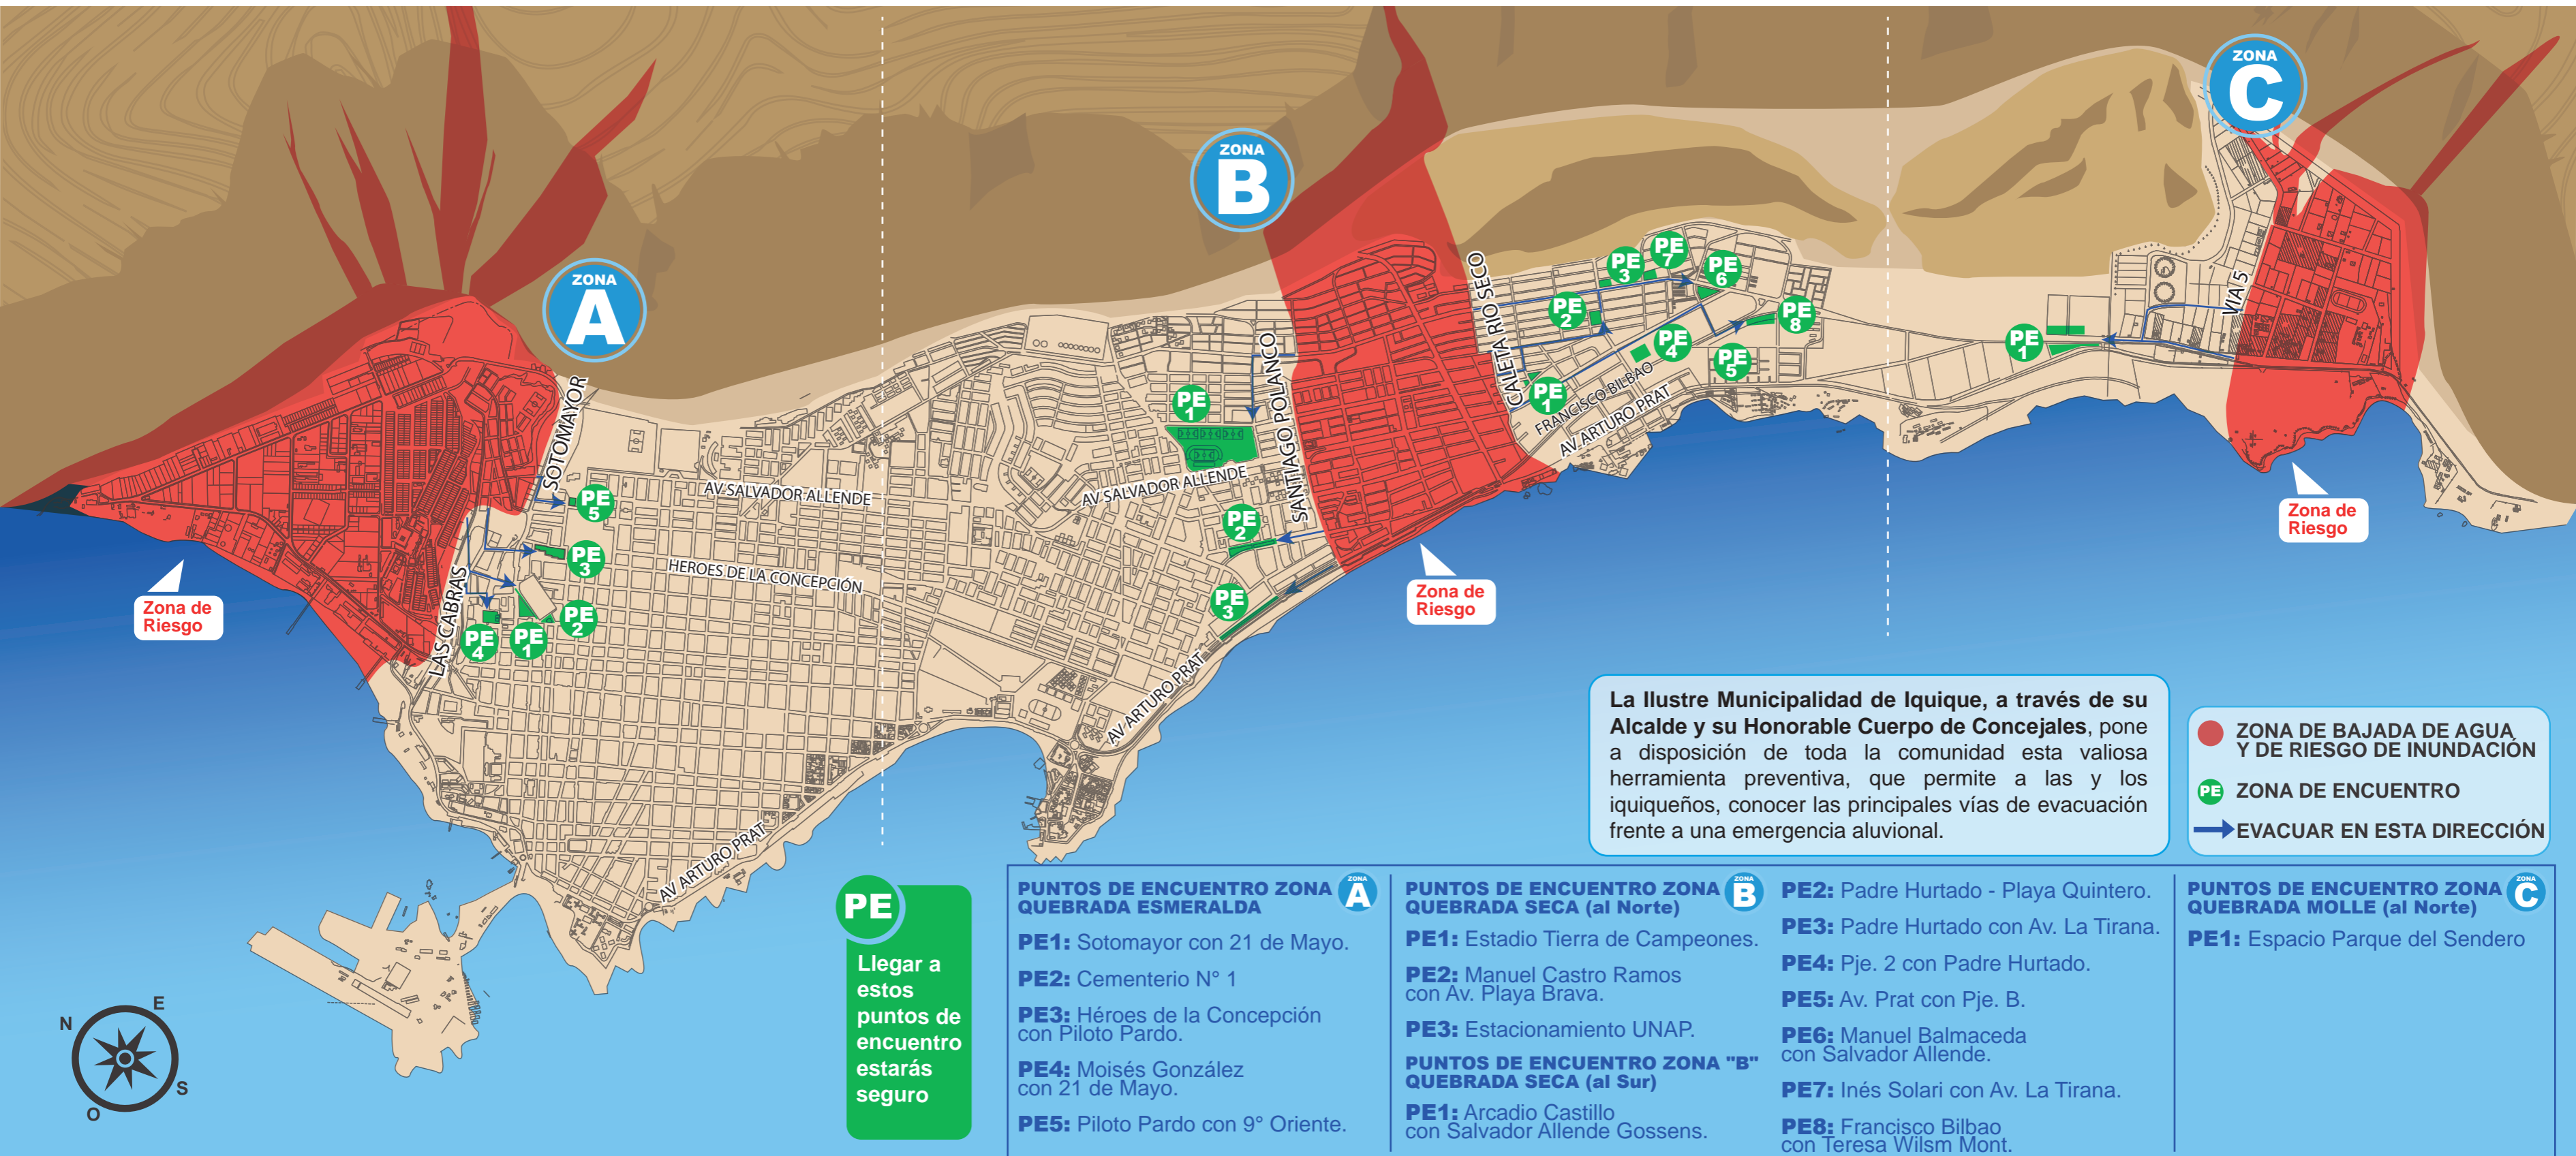 ZONA
A
ZONA
B
ZONA
C
SOTOMAYOR
LAS CABRAS
AV SALVADOR ALLENDE
HEROES DE LA CONCEPCIÓN
AV ARTURO PRAT
PE
5
PE
3
PE
2
PE
1
PE
4
Zona de
Riesgo
PE
1
SANTIAGO POLANCO
AV SALVADOR ALLENDE
PE
2
PE
3
AV ARTURO PRAT
Zona de
Riesgo
CALETA RIO SECO
PE
7
PE
3
PE
6
PE
2
PE
8
PE
4
PE
5
PE
1
FRANCISCO BILBAO
AV ARTURO PRAT
PE
1
VIA 5
Zona de
Riesgo
La Ilustre Municipalidad de Iquique, a través de su
Alcalde y su Honorable Cuerpo de Concejales, pone
a disposición de toda la comunidad esta valiosa
herramienta preventiva, que permite a las y los
iquiqueños, conocer las principales vías de evacuación
frente a una emergencia aluvional.
ZONA DE BAJADA DE AGUA
Y DE RIESGO DE INUNDACIÓN
PE ZONA DE ENCUENTRO
EVACUAR EN ESTA DIRECCIÓN
N
E
S
O
PE
Llegar a
estos
puntos de
encuentro
estarás
seguro
PUNTOS DE ENCUENTRO ZONA
QUEBRADA ESMERALDA
ZONA
A
PE1: Sotomayor con 21 de Mayo.
PE2: Cementerio N° 1
PE3: Héroes de la Concepción
con Piloto Pardo.
PE4: Moisés González
con 21 de Mayo.
PE5: Piloto Pardo con 9° Oriente.
PUNTOS DE ENCUENTRO ZONA
QUEBRADA SECA (al Norte)
ZONA
B
PE1: Estadio Tierra de Campeones.
PE2: Manuel Castro Ramos
con Av. Playa Brava.
PE3: Estacionamiento UNAP.
PUNTOS DE ENCUENTRO ZONA "B"
QUEBRADA SECA (al Sur)
PE1: Arcadio Castillo
con Salvador Allende Gossens.
PE2: Padre Hurtado - Playa Quintero.
PE3: Padre Hurtado con Av. La Tirana.
PE4: Pje. 2 con Padre Hurtado.
PE5: Av. Prat con Pje. B.
PE6: Manuel Balmaceda
con Salvador Allende.
PE7: Inés Solari con Av. La Tirana.
PE8: Francisco Bilbao
con Teresa Wilsm Mont.
PUNTOS DE ENCUENTRO ZONA
QUEBRADA MOLLE (al Norte)
ZONA
C
PE1: Espacio Parque del Sendero